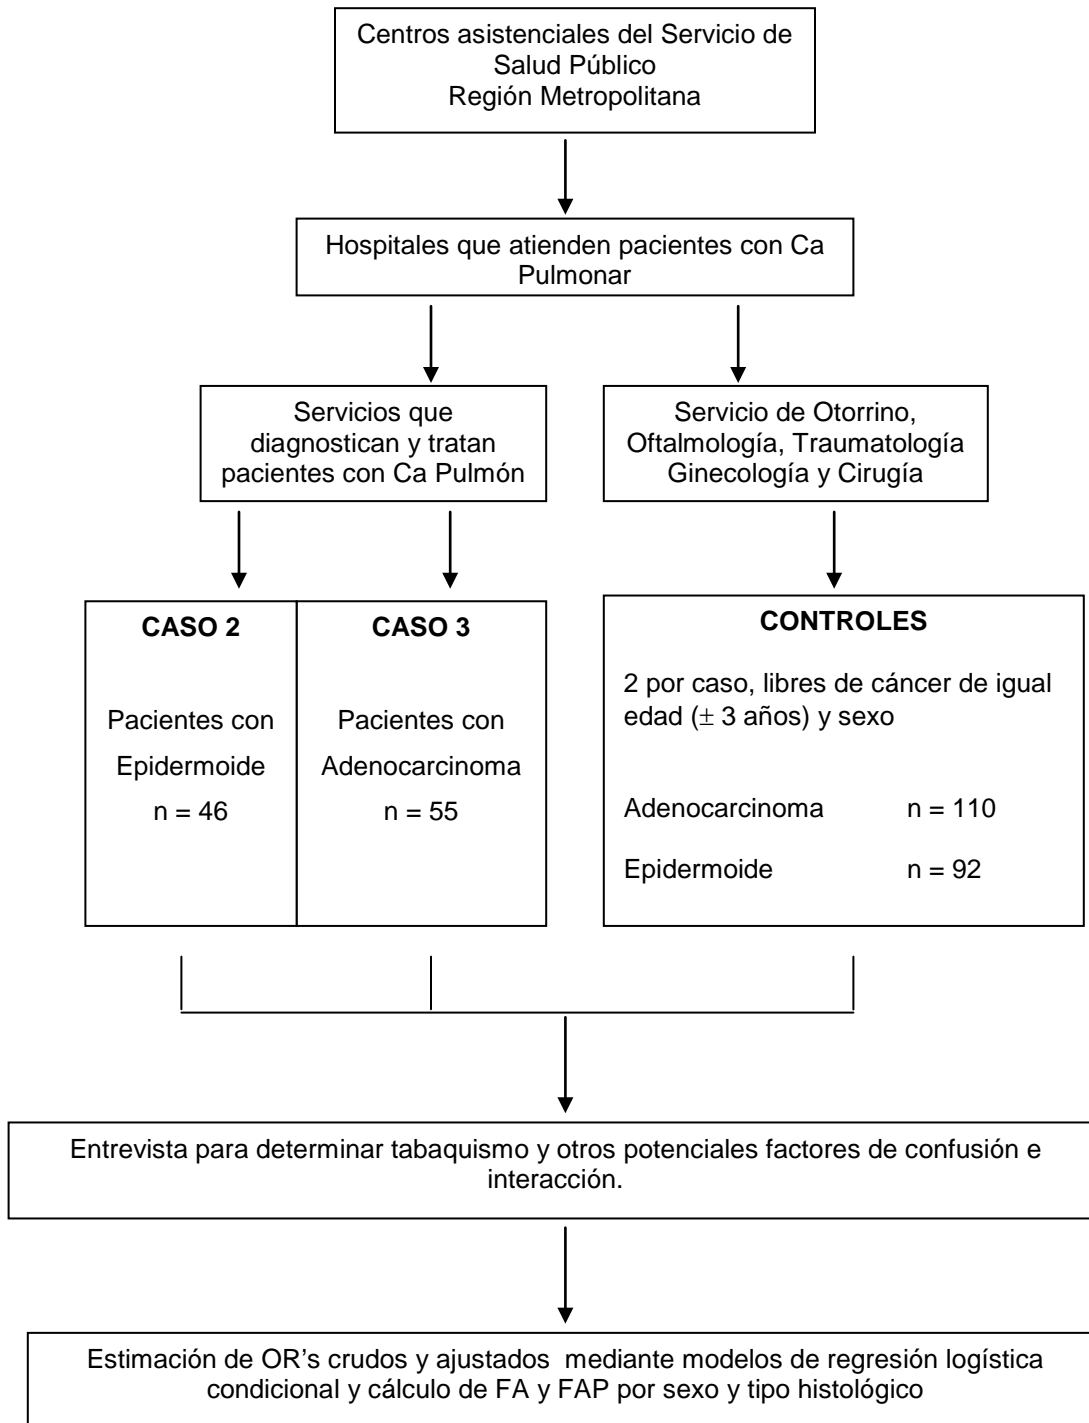 Centros asistenciales del Servicio de
Salud Público
Región Metropolitana
Hospitales que atienden pacientes con Ca
Pulmonar
Servicios que
diagnostican y tratan
pacientes con Ca Pulmón
Servicio de Otorrino,
Oftalmología, Traumatología
Ginecología y Cirugía
CASO 2
Pacientes con
Epidermoide
n = 46
CASO 3
Pacientes con
Adenocarcinoma
n = 55
CONTROLES
2 por caso, libres de cáncer de igual
edad (± 3 años) y sexo
Adenocarcinoma n = 110
Epidermoide n = 92
Entrevista para determinar tabaquismo y otros potenciales factores de confusión e
interacción.
Estimación de OR's crudos y ajustados mediante modelos de regresión logística
condicional y cálculo de FA y FAP por sexo y tipo histológico